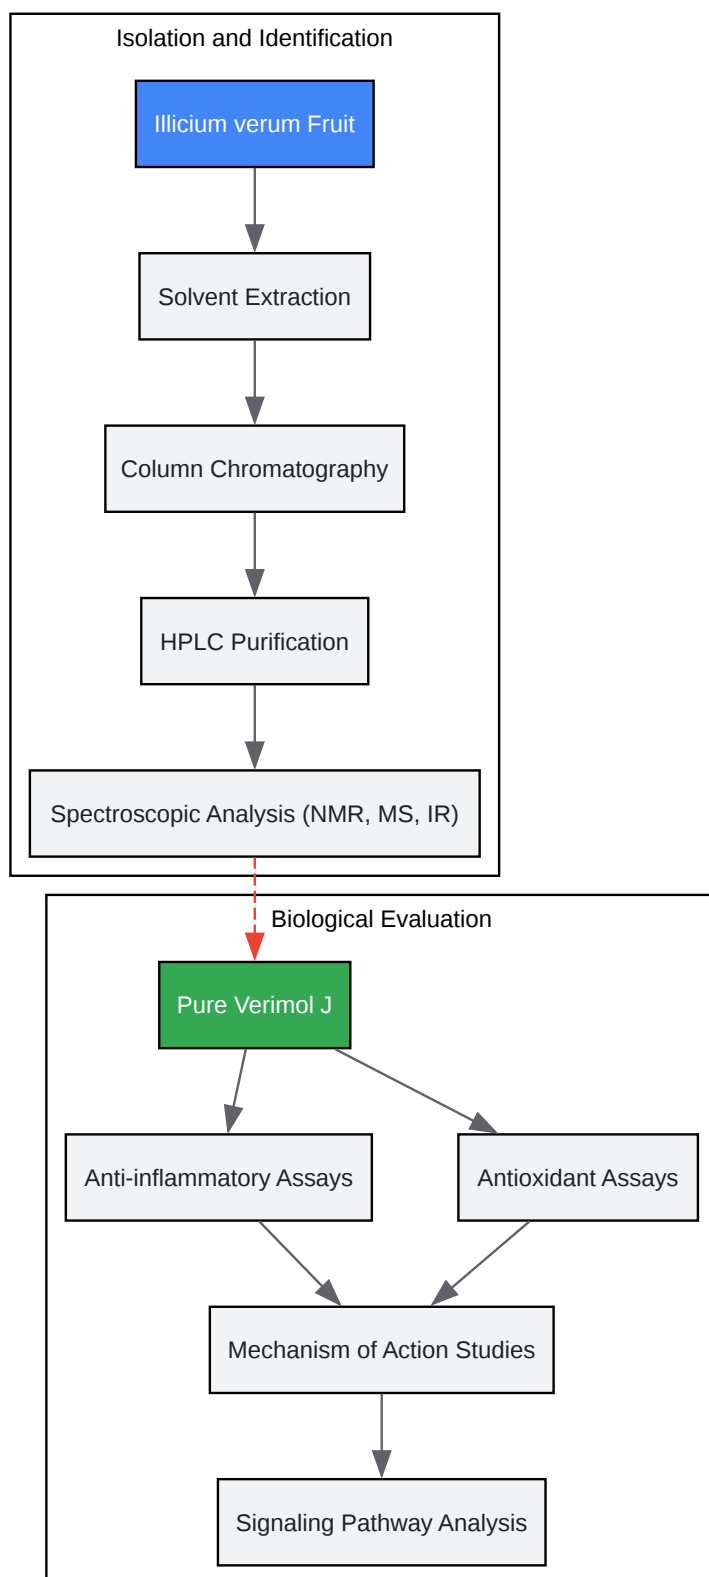 Isolation and Identification
Illicium verum Fruit
Solvent Extraction
Column Chromatography
HPLC Purification
Spectroscopic Analysis (NMR, MS, IR)
Biological Evaluation
Pure Verimol J
Anti-inflammatory Assays
Antioxidant Assays
Mechanism of Action Studies
Signaling Pathway Analysis